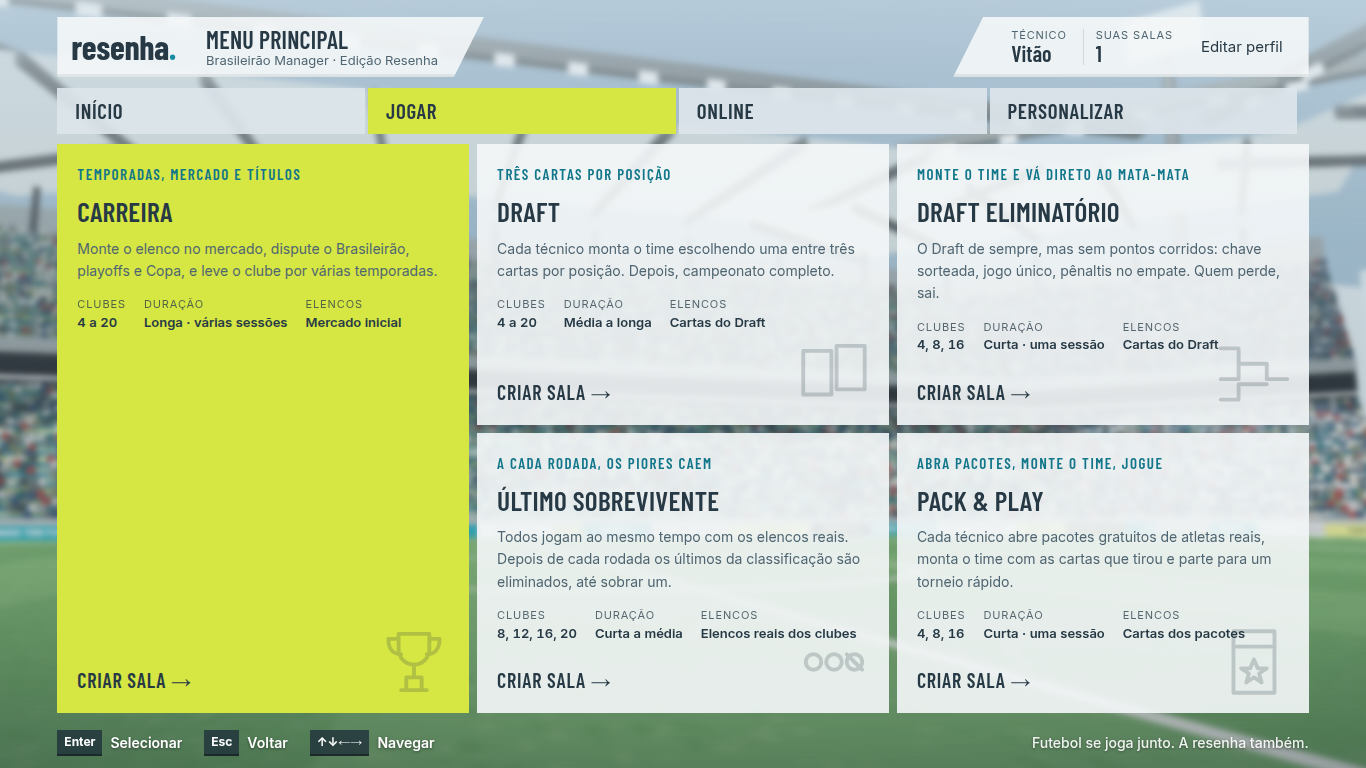 resenha.
MENU PRINCIPAL
Brasileirão Manager · Edição Resenha
TÉCNICO
Vitão
SUAS SALAS
1
Editar perfil
INÍCIO
JOGAR
ONLINE
PERSONALIZAR
TEMPORADAS, MERCADO E TÍTULOS
CARREIRA
Monte o elenco no mercado, dispute o Brasileirão,
playoffs e Copa, e leve o clube por várias temporadas.
CLUBES DURAÇÃO ELENCOS
4 a 20 Longa · várias sessões Mercado inicial
CRIAR SALA →
TRÊS CARTAS POR POSIÇÃO
DRAFT
Cada técnico monta o time escolhendo uma entre três
cartas por posição. Depois, campeonato completo.
CLUBES DURAÇÃO ELENCOS
4 a 20 Média a longa Cartas do Draft
CRIAR SALA →
MONTE O TIME E VÁ DIRETO AO MATA-MATA
DRAFT ELIMINATÓRIO
O Draft de sempre, mas sem pontos corridos: chave
sorteada, jogo único, pênaltis no empate. Quem perde,
sai.
CLUBES DURAÇÃO ELENCOS
4, 8, 16 Curta · uma sessão Cartas do Draft
CRIAR SALA →
A CADA RODADA, OS PIORES CAEM
ÚLTIMO SOBREVIVENTE
Todos jogam ao mesmo tempo com os elencos reais.
Depois de cada rodada os últimos da classificação são
eliminados, até sobrar um.
CLUBES DURAÇÃO ELENCOS
8, 12, 16, 20 Curta a média Elencos reais dos clubes
CRIAR SALA →
ABRA PACOTES, MONTE O TIME, JOGUE
PACK & PLAY
Cada técnico abre pacotes gratuitos de atletas reais,
monta o time com as cartas que tirou e parte para um
torneio rápido.
CLUBES DURAÇÃO ELENCOS
4, 8, 16 Curta · uma sessão Cartas dos pacotes
CRIAR SALA →
Enter Selecionar Esc Voltar ↑↓←→ Navegar
Futebol se joga junto. A resenha também.